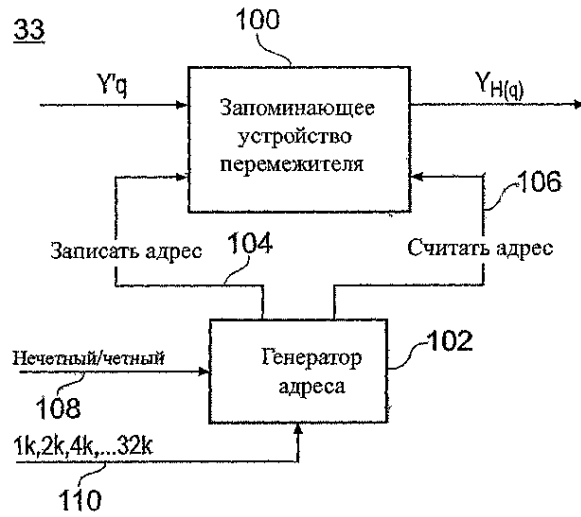 33
100
Y'q
Y_H(q)
Запоминающее
устройство
перемежителя
106
Записать адрес
104
Считать адрес
Нечетный/четный
108
Генератор
адреса
102
1k,2k,4k,...32k
110